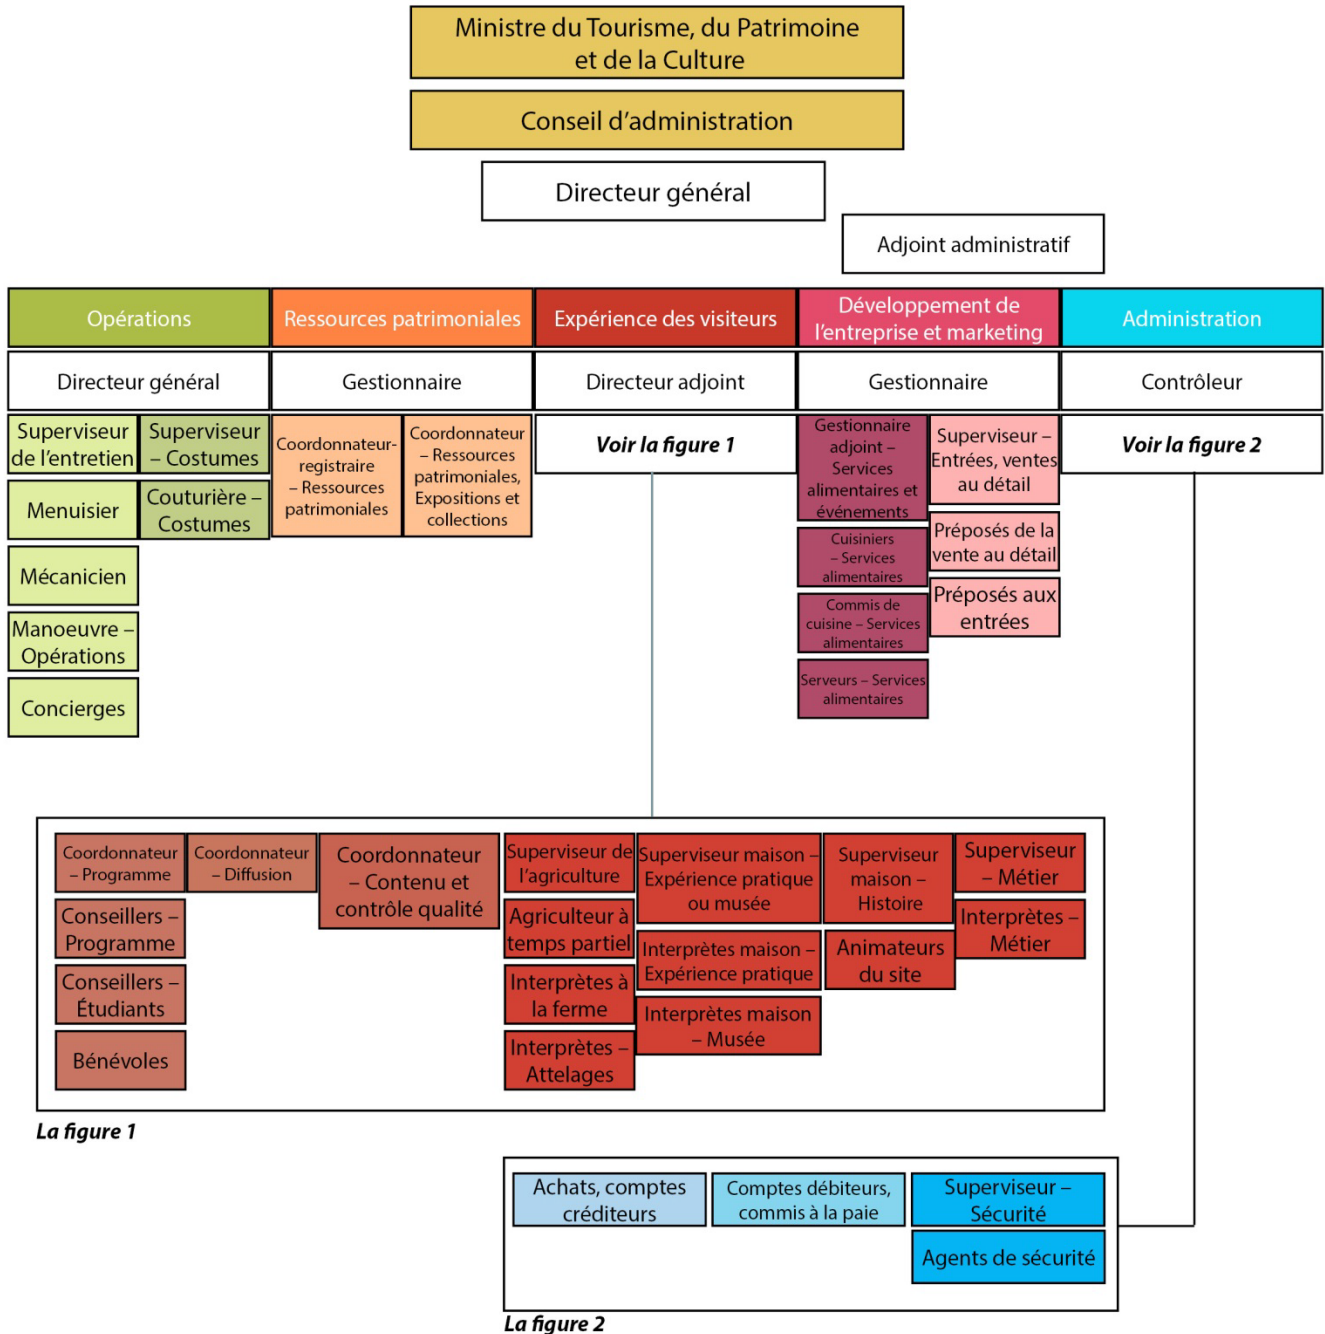 Ministre du Tourisme, du Patrimoine
et de la Culture
Conseil d'administration
Directeur général
Adjoint administratif
Opérations
Ressources patrimoniales
Expérience des visiteurs
Développement de
l'entreprise et marketing
Administration
Directeur général
Gestionnaire
Directeur adjoint
Gestionnaire
Contrôleur
Superviseur
de l'entretien
Menuisier
Mécanicien
Manoeuvre –
Opérations
Concierges
Superviseur
– Costumes
Couturière –
Costumes
Coordonnateur-
registraire
– Ressources
patrimoniales
Coordonnateur
– Ressources
patrimoniales,
Expositions et
collections
Voir la figure 1
Gestionnaire
adjoint –
Services
alimentaires et
événements
Cuisiniers
– Services
alimentaires
Commis de
cuisine – Services
alimentaires
Serveurs – Services
alimentaires
Superviseur –
Entrées, ventes
au détail
Préposés de la
vente au détail
Préposés aux
entrées
Voir la figure 2
Coordonnateur
– Programme
Conseillers –
Programme
Conseillers –
Étudiants
Bénévoles
Coordonnateur
– Diffusion
Coordonnateur
– Contenu et
contrôle qualité
Superviseur de
l'agriculture
Agriculteur à
temps partiel
Interprètes à
la ferme
Interprètes –
Attelages
Superviseur maison –
Expérience pratique
ou musée
Interprètes maison –
Expérience pratique
Interprètes maison
– Musée
Superviseur
maison –
Histoire
Animateurs
du site
Superviseur
– Métier
Interprètes –
Métier
La figure 1
Achats, comptes
créditeurs
Comptes débiteurs,
commis à la paie
Superviseur –
Sécurité
Agents de sécurité
La figure 2